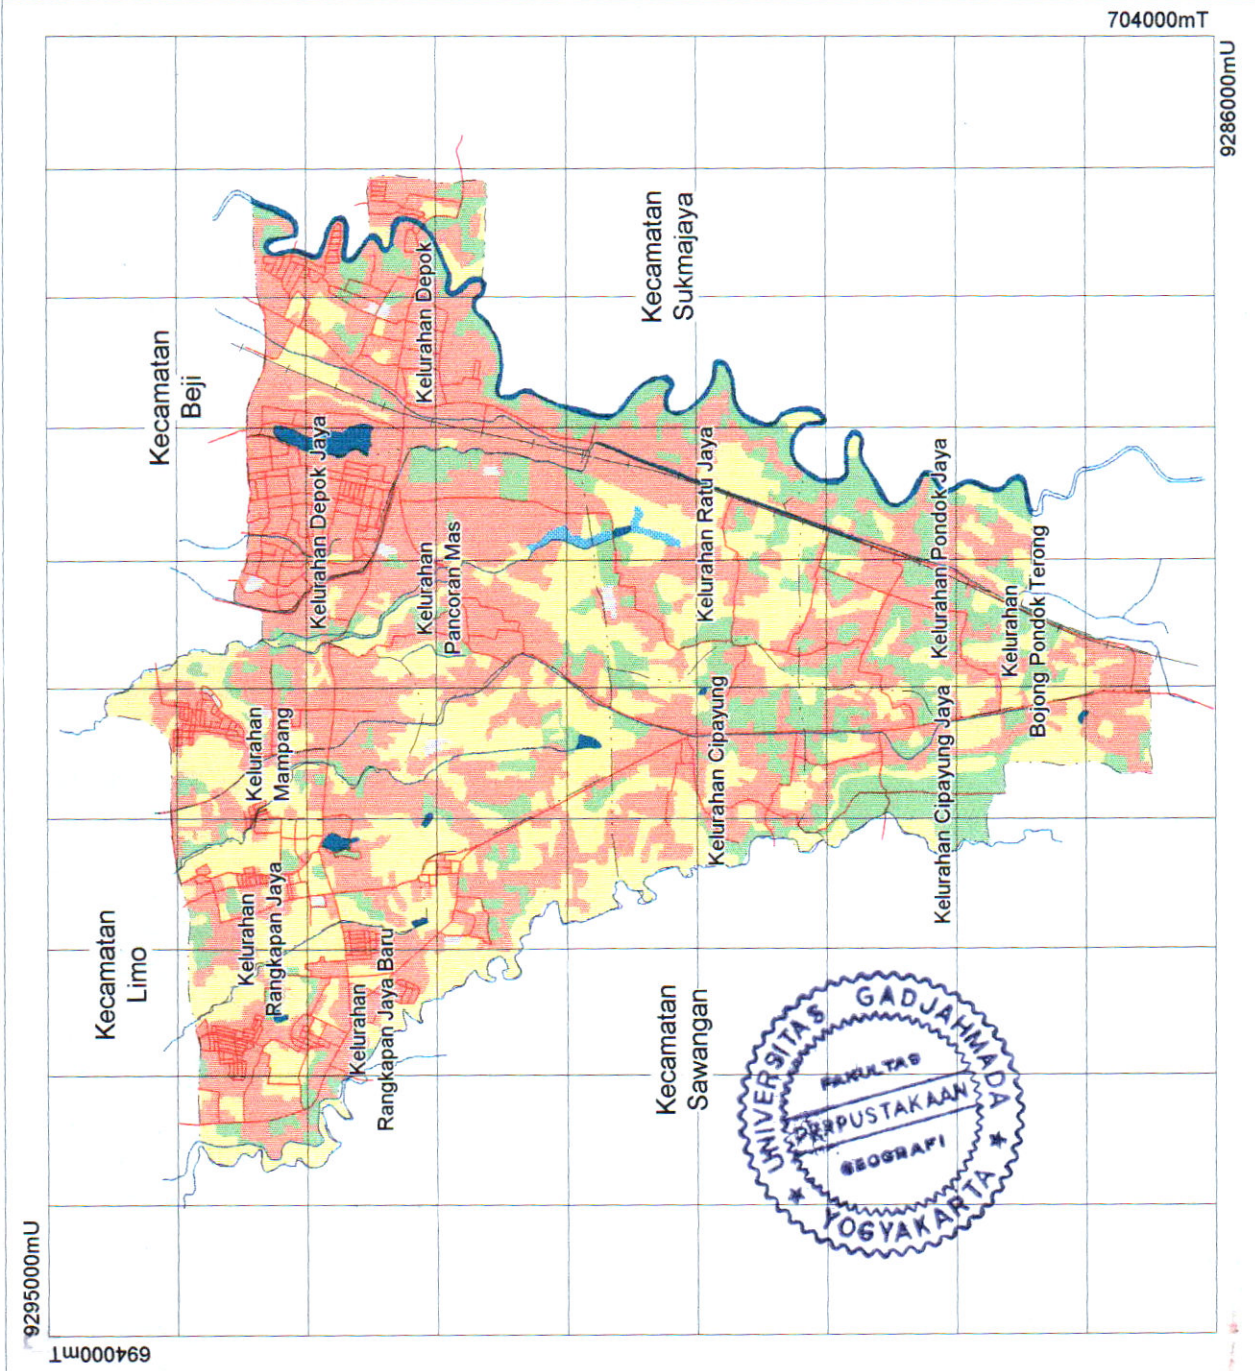 704000mT
9286000mU
9295000mU
694000mT
Kecamatan
Beji
Kecamatan
Limo
Kecamatan
Sukmajaya
Kecamatan
Sawangan
Kelurahan Depok
Kelurahan Depok Jaya
Kelurahan
Pancoran Mas
Kelurahan
Mampang
Kelurahan
Rangkapan Jaya
Kelurahan
Rangkapan Jaya Baru
Kelurahan Ratu Jaya
Kelurahan Cipayung
Kelurahan Pondok Jaya
Kelurahan
Bojong Pondok Terong
Kelurahan Cipayung Jaya
UNIVERSITAS GADJAHMADA
FAKULTAS
PERPUSTAKAAN
GEOGRAFI
YOGYAKARTA